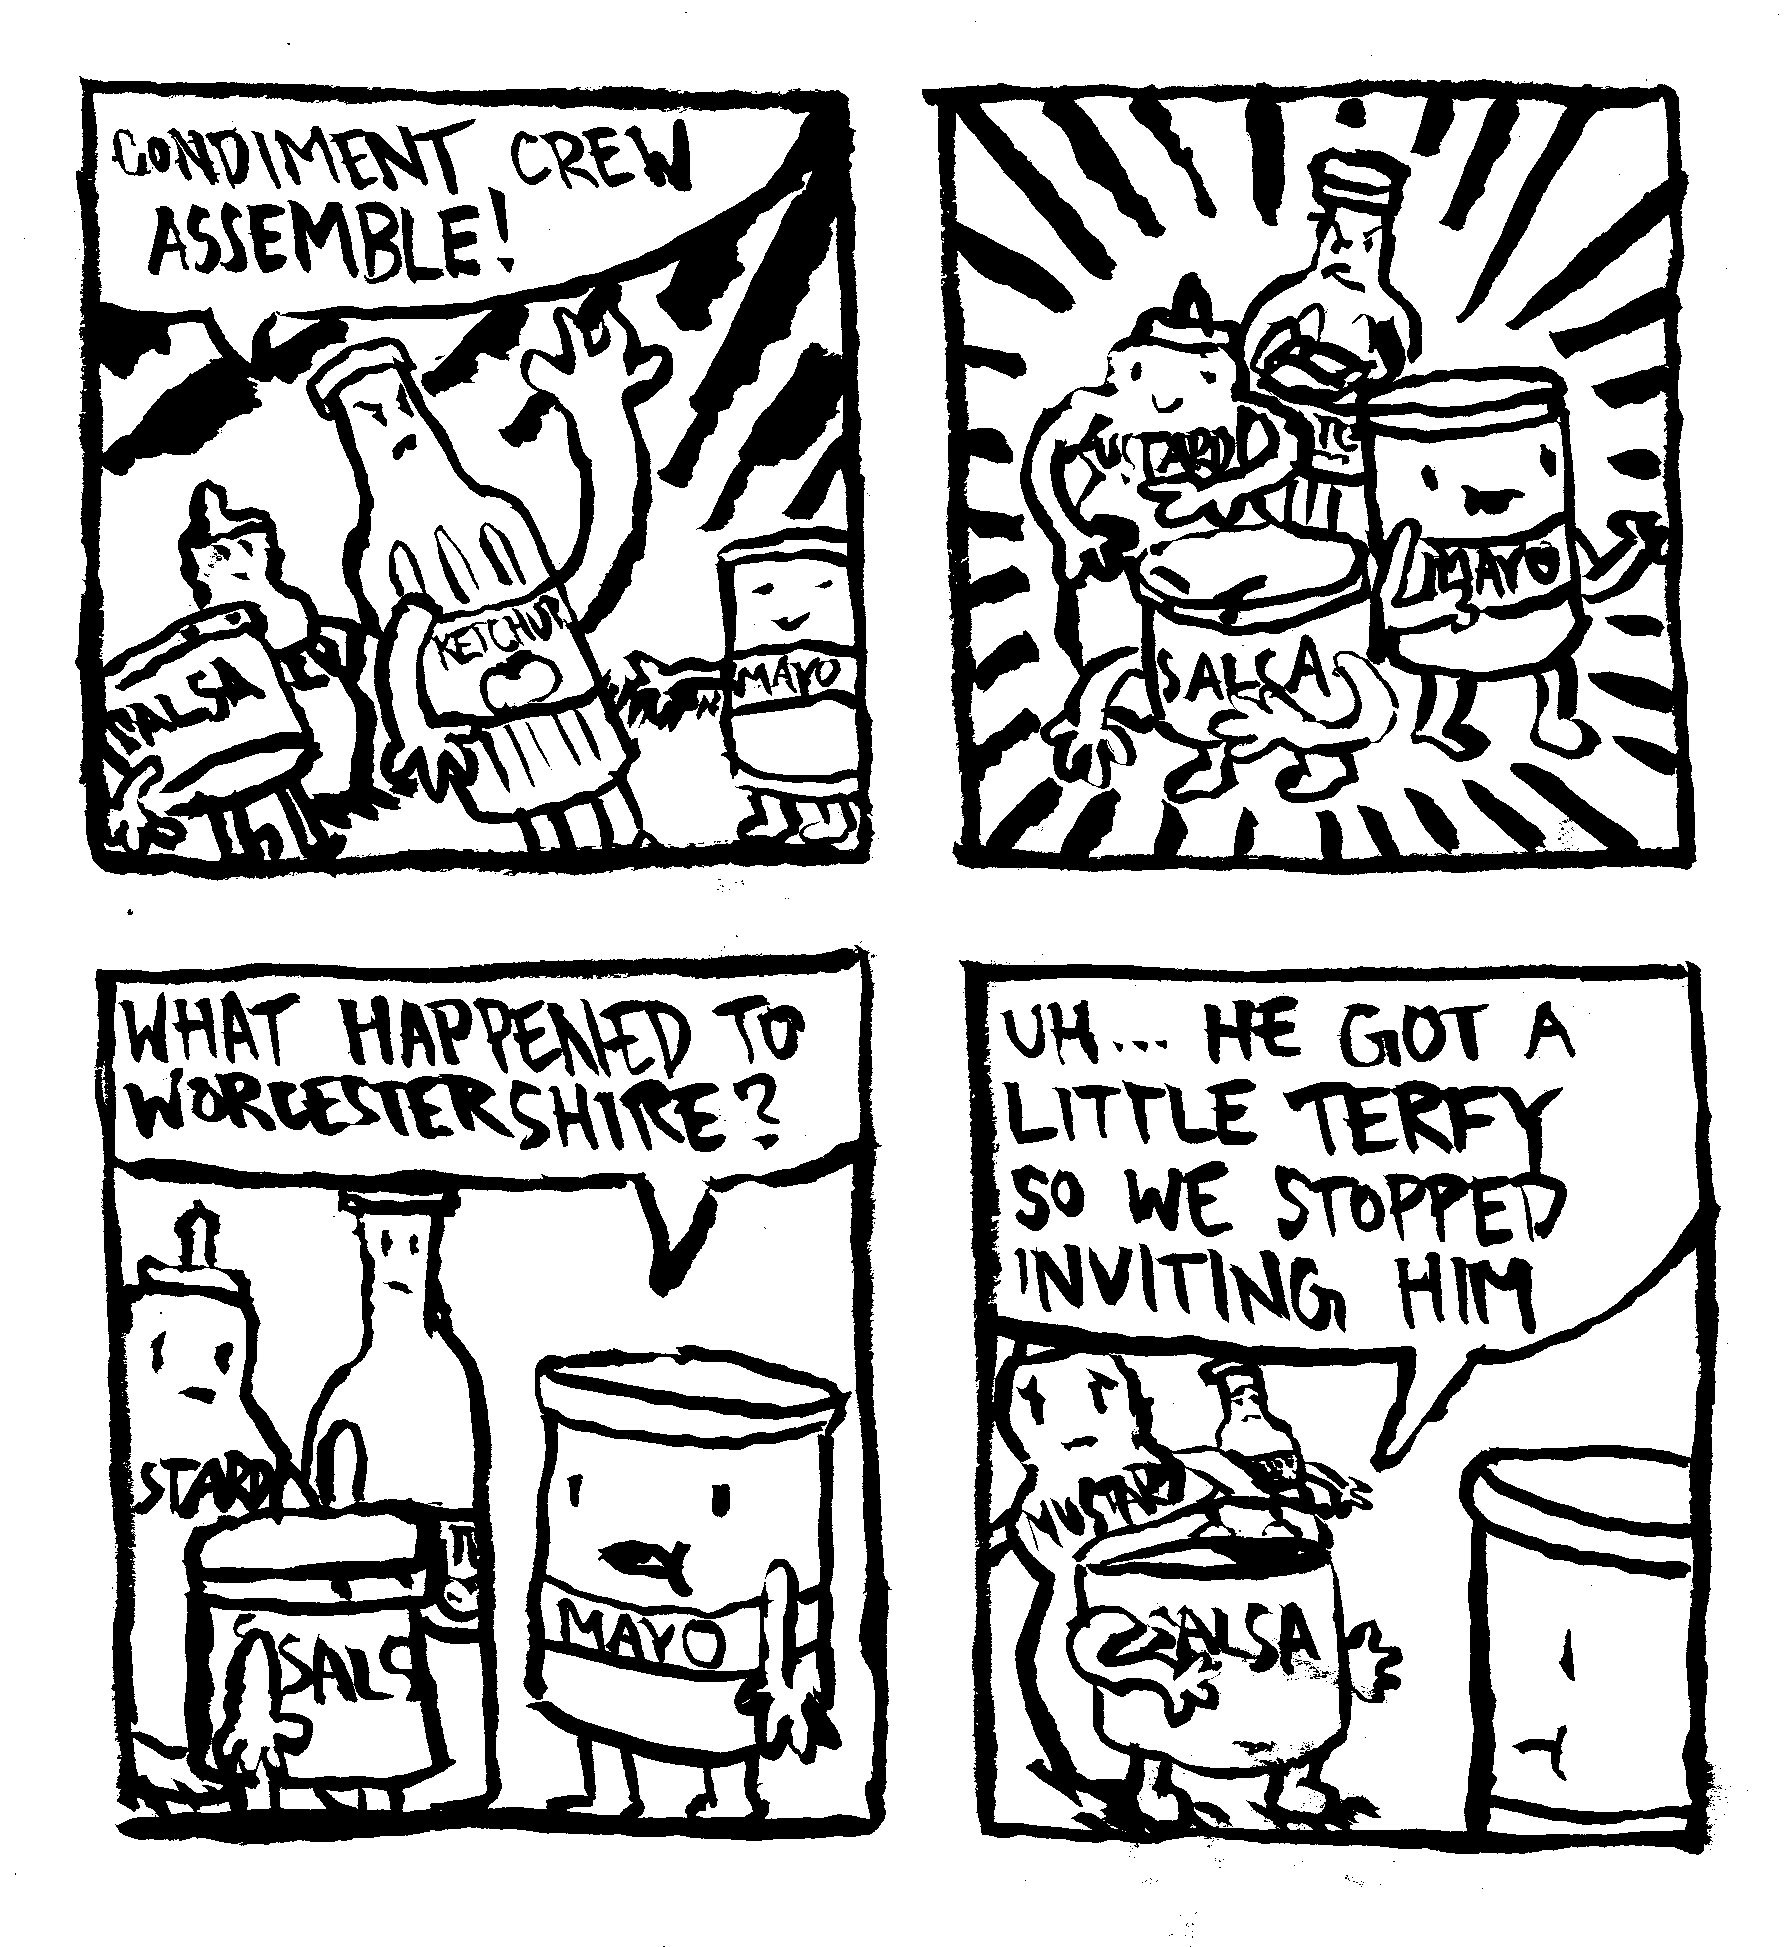 CONDIMENT CREW
ASSEMBLE!
KETCHUP
SALSA
MAYO
MUSTARD
MAYO
SALSA
WHAT HAPPENED TO
WORCESTERSHIRE?
STARD
SALS
MAYO
UH... HE GOT A
LITTLE TERFY
SO WE STOPPED
INVITING HIM
MUSTARD
SALSA